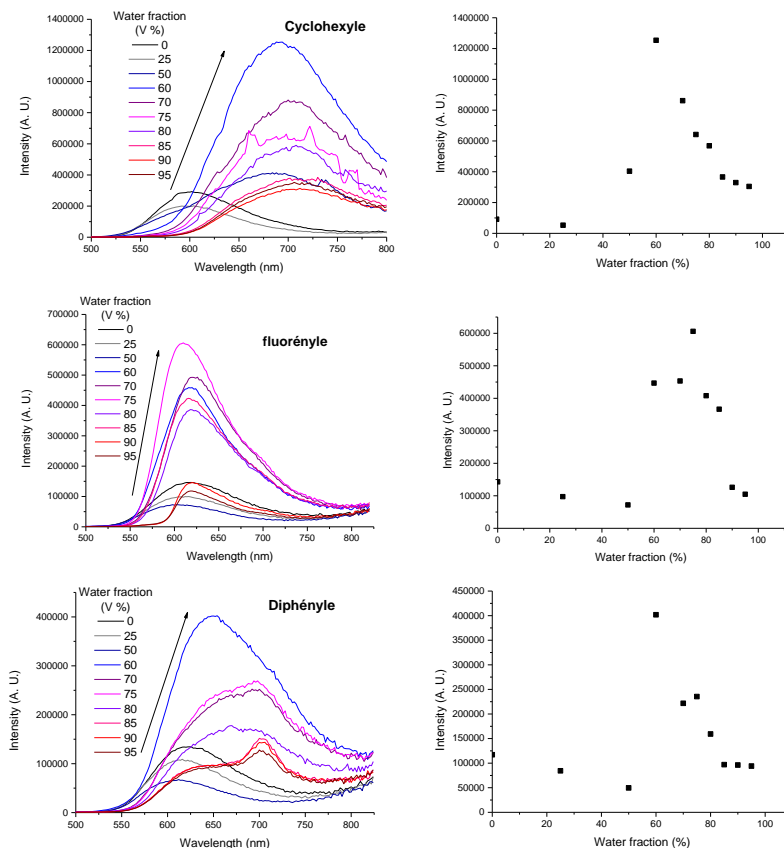 Cyclohexyle
Water fraction
(V %)
0
25
50
60
70
75
80
85
90
95
Intensity (A. U.)
1400000
1200000
1000000
800000
600000
400000
200000
0
500 550 600 650 700 750 800
Wavelength (nm)
Intensity (A. U.)
1400000
1200000
1000000
800000
600000
400000
200000
0
0 20 40 60 80 100
Water fraction (%)
fluorényle
Water fraction
(V %)
0
25
50
60
70
75
80
85
90
95
Intensity (A. U.)
700000
600000
500000
400000
300000
200000
100000
0
500 550 600 650 700 750 800
Wavelength (nm)
Intensity (A. U.)
600000
500000
400000
300000
200000
100000
0
0 20 40 60 80 100
Water fraction (%)
Diphényle
Water fraction
(V %)
0
25
50
60
70
75
80
85
90
95
Intensity (A. U.)
400000
300000
200000
100000
0
500 550 600 650 700 750 800
Wavelength (nm)
Intensity (A. U.)
450000
400000
350000
300000
250000
200000
150000
100000
50000
0
0 20 40 60 80 100
Water fraction (%)